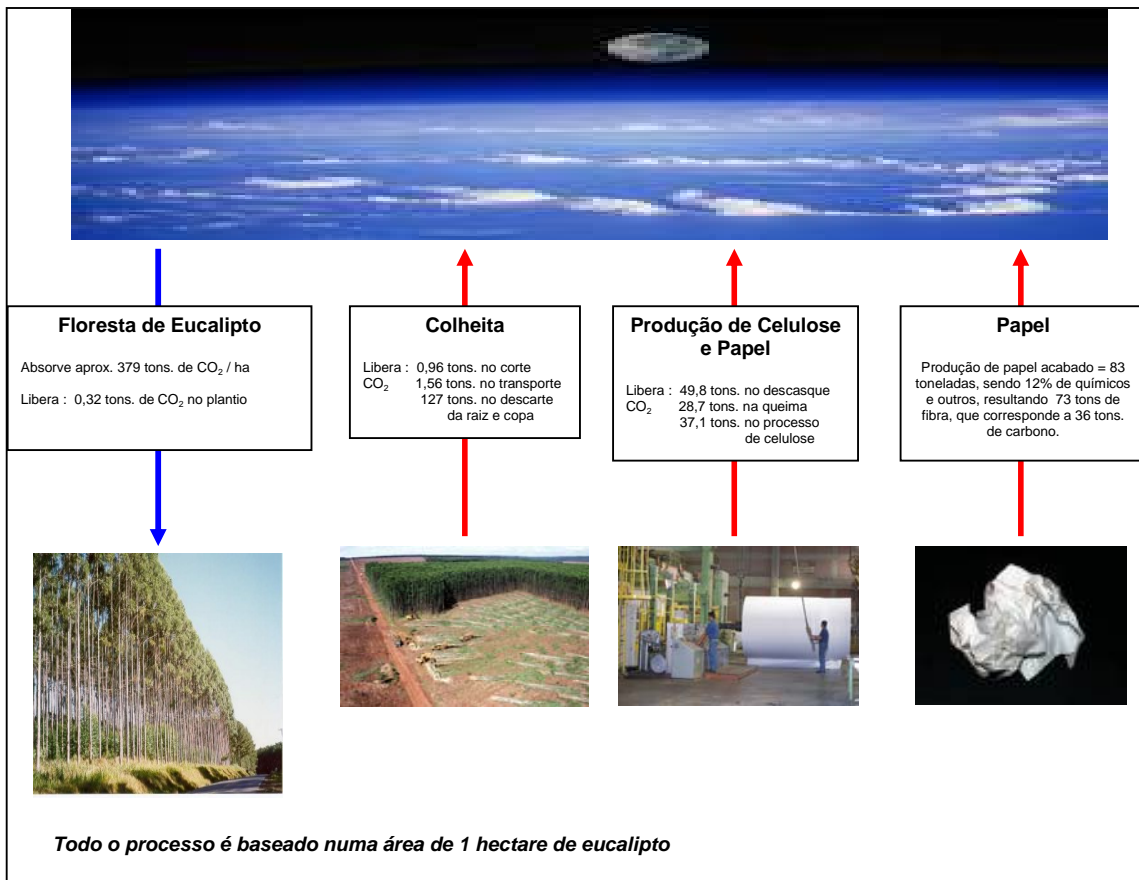 Floresta de Eucalipto
Absorve aprox. 379 tons. de CO₂ / ha
Libera : 0,32 tons. de CO₂ no plantio
Colheita
Libera : 0,96 tons. no corte
CO₂ 1,56 tons. no transporte
127 tons. no descarte
da raiz e copa
Produção de Celulose
e Papel
Libera : 49,8 tons. no descasque
CO₂ 28,7 tons. na queima
37,1 tons. no processo
de celulose
Papel
Produção de papel acabado = 83
toneladas, sendo 12% de químicos
e outros, resultando 73 tons de
fibra, que corresponde a 36 tons.
de carbono.
Todo o processo é baseado numa área de 1 hectare de eucalipto